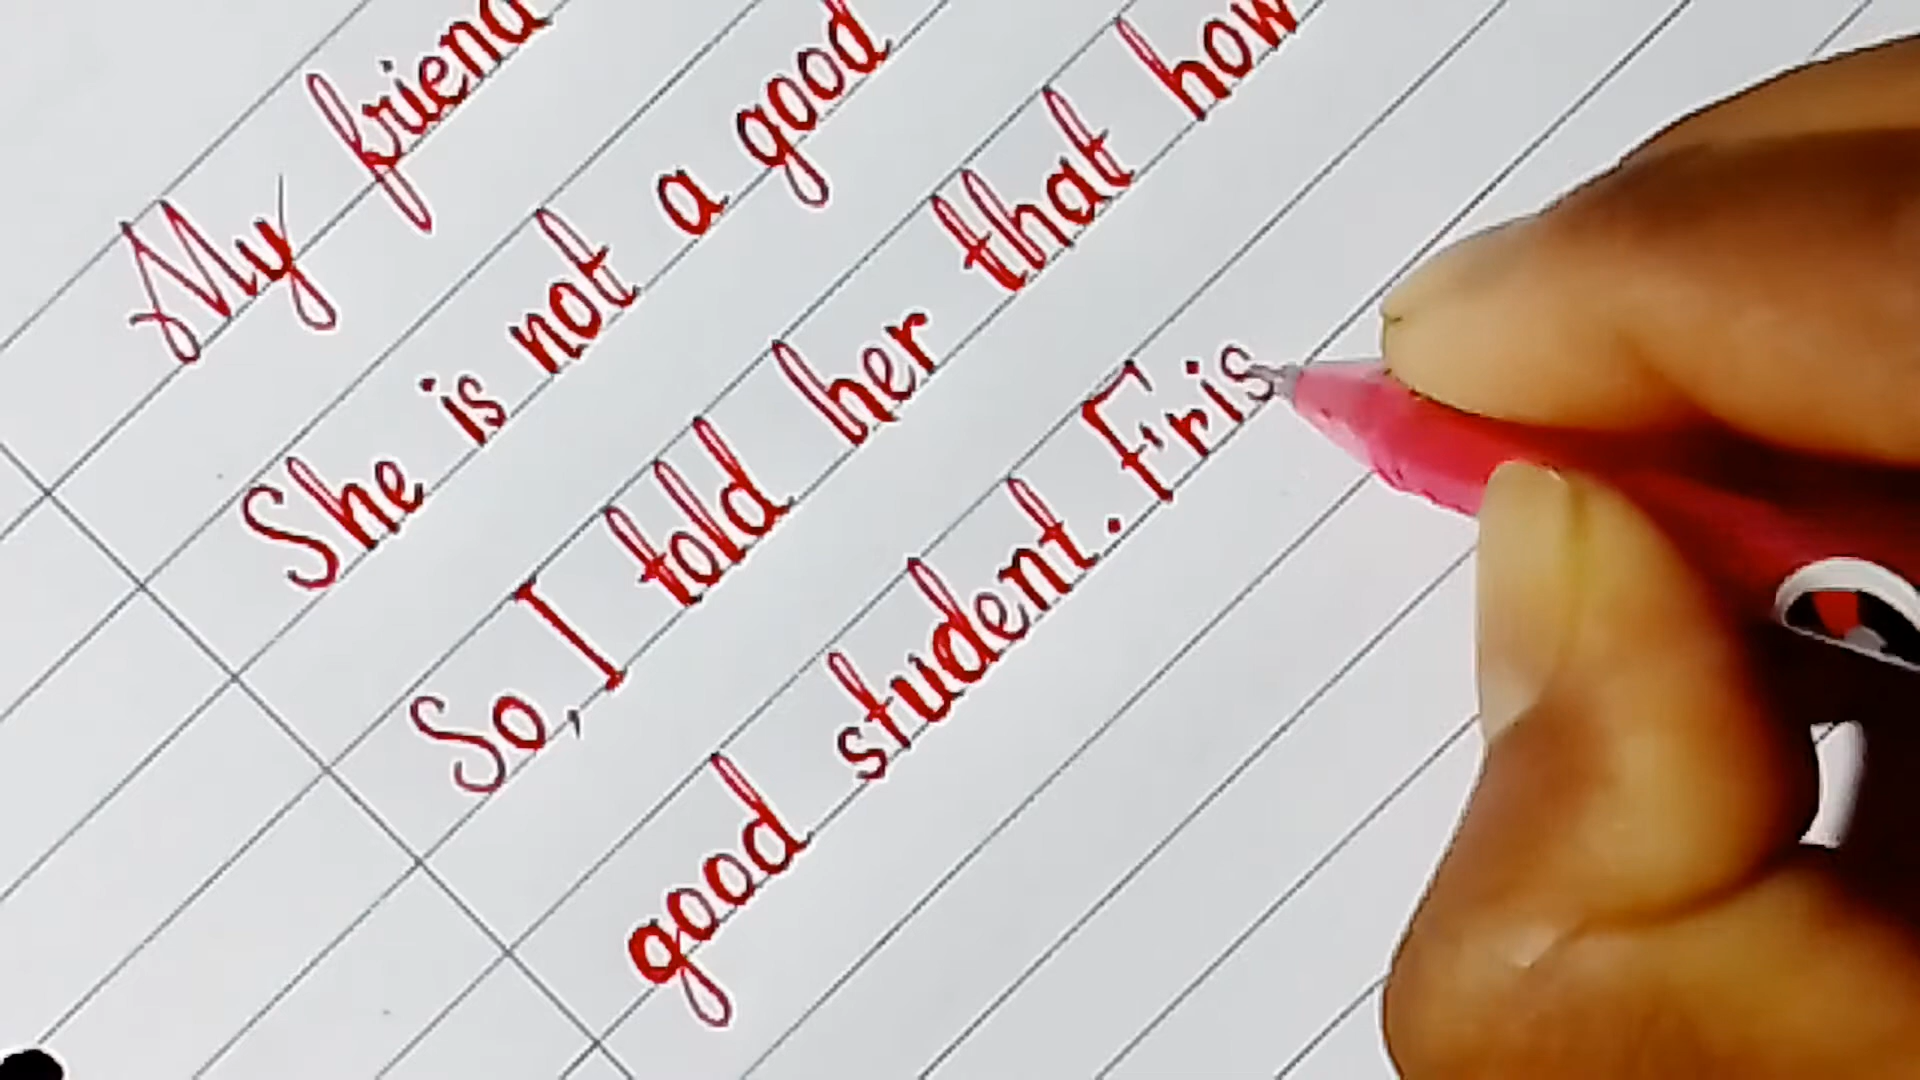 My friend
She is not a good
So, I told her that how
good student. Fris